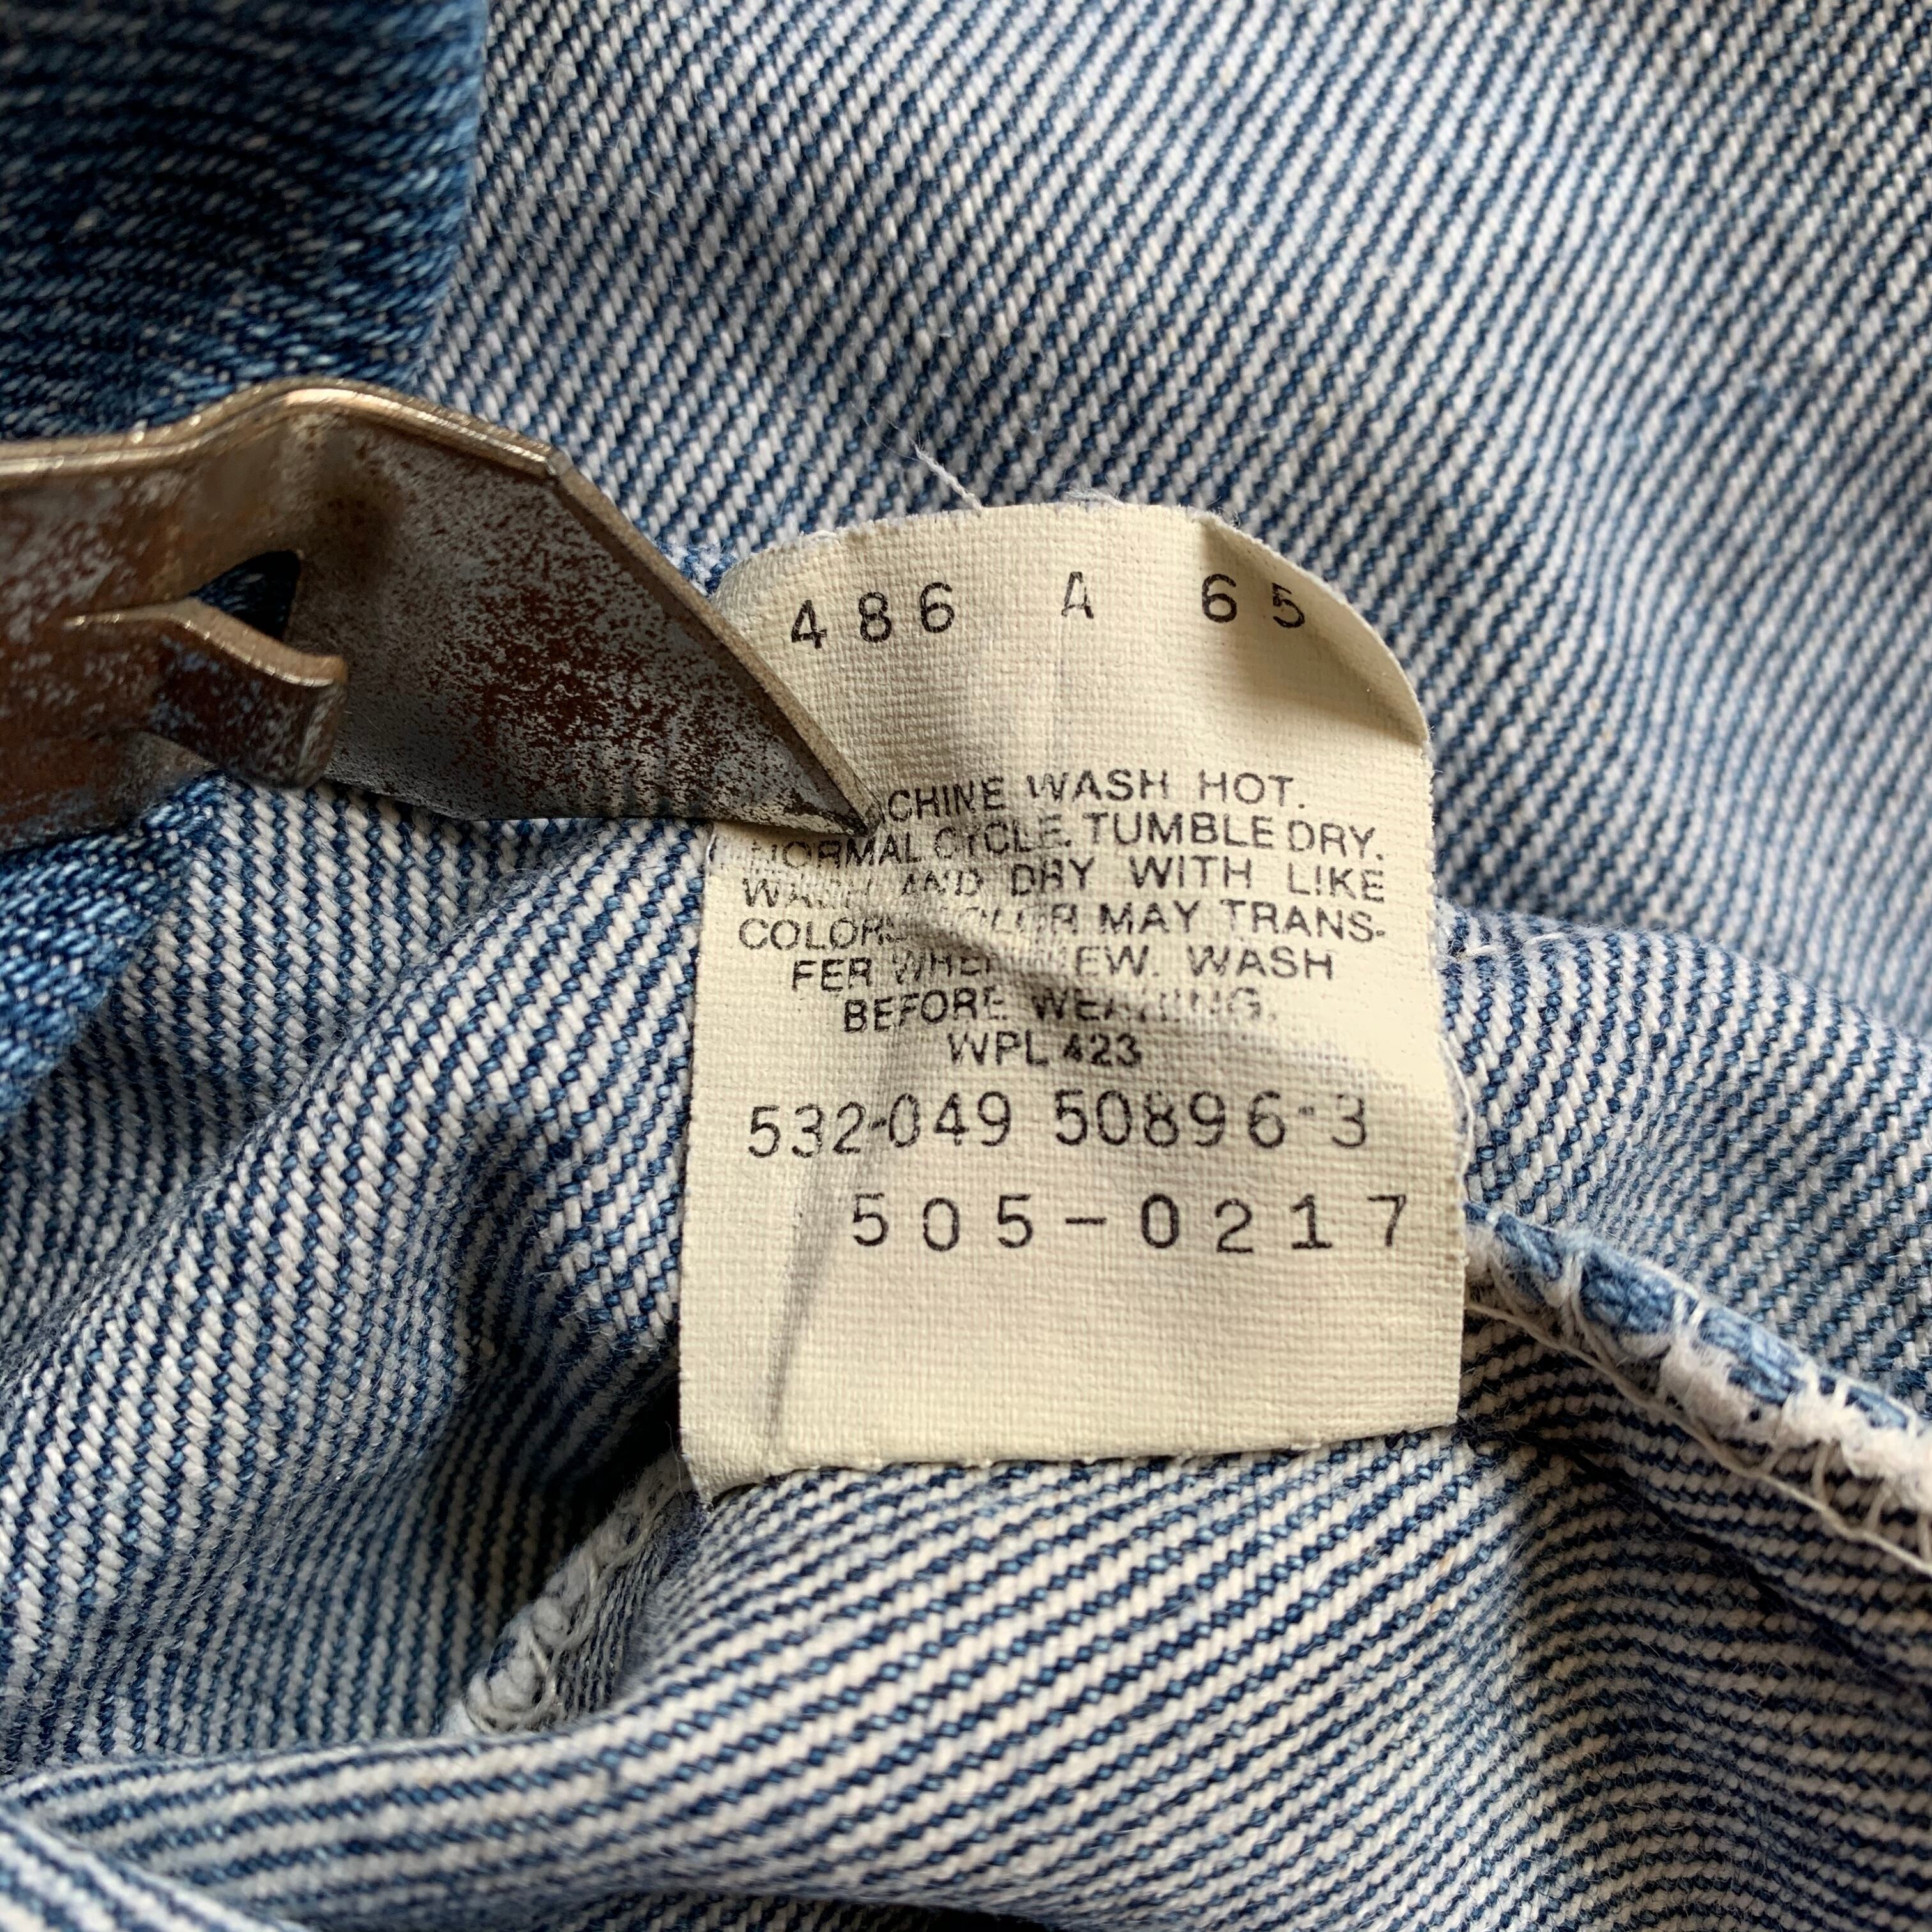 486 A 65
ACHINE WASH HOT.
NORMAL CYCLE. TUMBLE DRY.
WASH AND DRY WITH LIKE
COLORS COLOR MAY TRANS-
FER WHEN NEW. WASH
BEFORE WEARING.
WPL 423
532-049 50896-3
505-0217